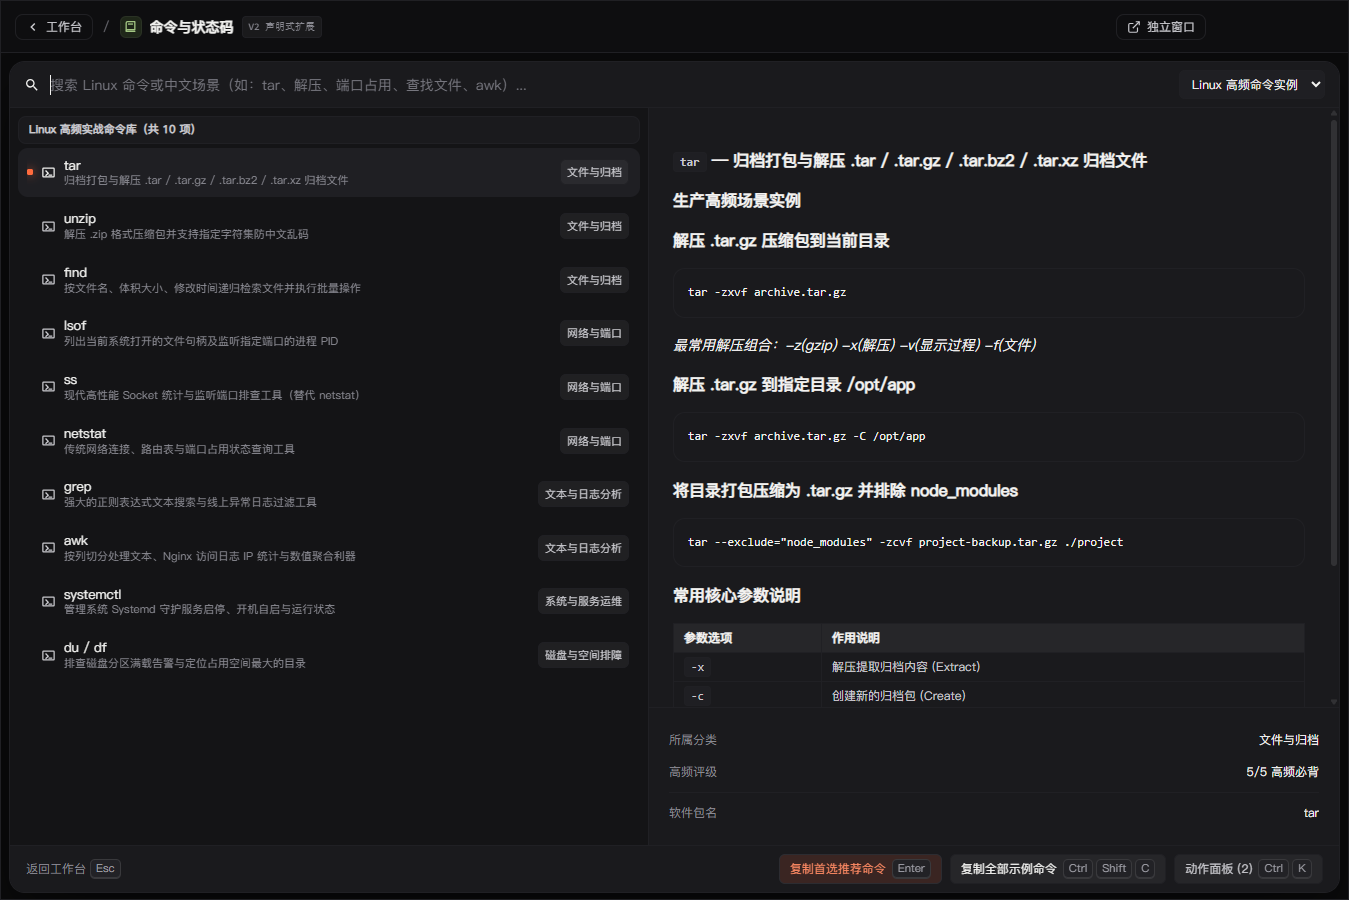 工作台 / 命令与状态码 V2 声明式扩展 独立窗口
搜索 Linux 命令或中文场景（如：tar、解压、端口占用、查找文件、awk）...
Linux 高频命令实例
Linux 高频实战命令库（共 10 项）
tar
归档打包与解压 .tar / .tar.gz / .tar.bz2 / .tar.xz 归档文件
文件与归档
unzip
解压 .zip 格式压缩包并支持指定字符集防中文乱码
文件与归档
find
按文件名、体积大小、修改时间递归检索文件并执行批量操作
文件与归档
lsof
列出当前系统打开的文件句柄及监听指定端口的进程 PID
网络与端口
ss
现代高性能 Socket 统计与监听端口排查工具（替代 netstat）
网络与端口
netstat
传统网络连接、路由表与端口占用状态查询工具
网络与端口
grep
强大的正则表达式文本搜索与线上异常日志过滤工具
文本与日志分析
awk
按列切分处理文本、Nginx 访问日志 IP 统计与数值聚合利器
文本与日志分析
systemctl
管理系统 Systemd 守护服务启停、开机自启与运行状态
系统与服务运维
du / df
排查磁盘分区满载告警与定位占用空间最大的目录
磁盘与空间排障
tar — 归档打包与解压 .tar / .tar.gz / .tar.bz2 / .tar.xz 归档文件
生产高频场景实例
解压 .tar.gz 压缩包到当前目录
tar -zxvf archive.tar.gz
最常用解压组合：-z(gzip) -x(解压) -v(显示过程) -f(文件)
解压 .tar.gz 到指定目录 /opt/app
tar -zxvf archive.tar.gz -C /opt/app
将目录打包压缩为 .tar.gz 并排除 node_modules
tar --exclude="node_modules" -zcvf project-backup.tar.gz ./project
常用核心参数说明
参数选项 作用说明
-x 解压提取归档内容 (Extract)
-c 创建新的归档包 (Create)
所属分类 文件与归档
高频评级 5/5 高频必背
软件包名 tar
返回工作台 Esc
复制首选推荐命令 Enter
复制全部示例命令 Ctrl Shift C
动作面板 (2) Ctrl K